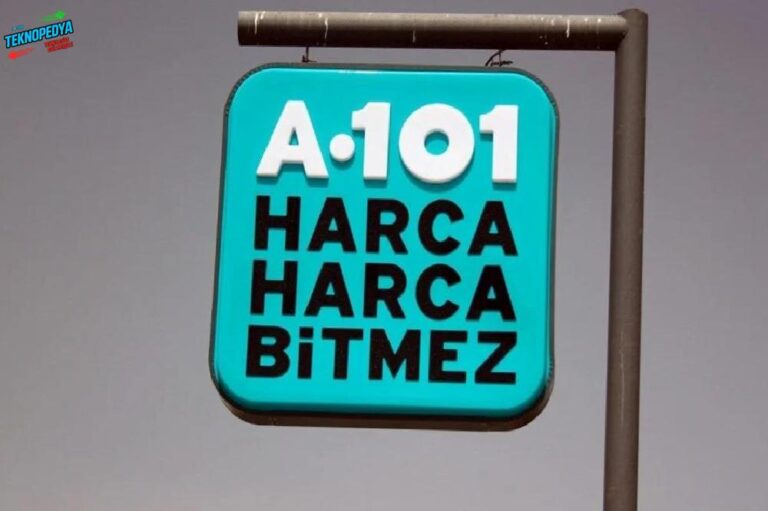 TEKNOPEDYA
A•101
HARCA
HARCA
BiTMEZ